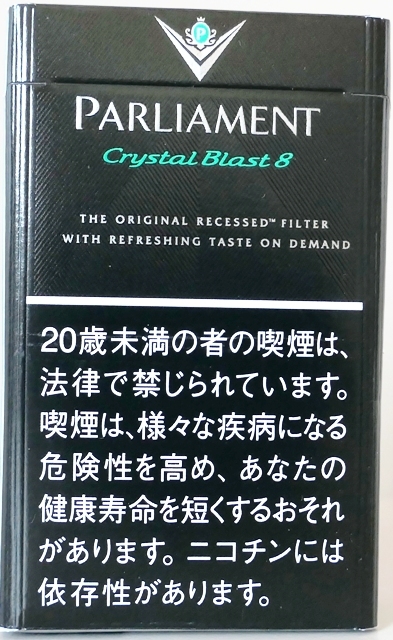 P
PARLIAMENT
Crystal Blast 8
THE ORIGINAL RECESSED™ FILTER
WITH REFRESHING TASTE ON DEMAND
20歳未満の者の喫煙は、
法律で禁じられています。
喫煙は、様々な疾病になる
危険性を高め、あなたの
健康寿命を短くするおそれ
があります。ニコチンには
依存性があります。